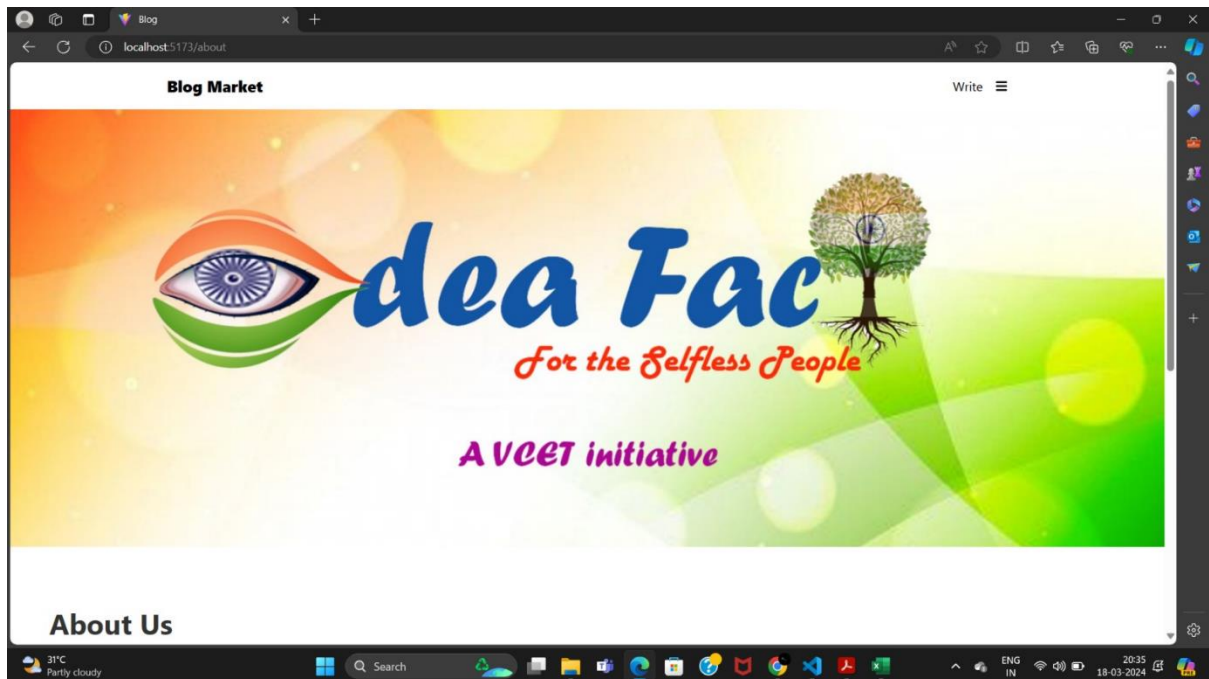 Blog
localhost:5173/about
Blog Market
Write
dea Fac
For the Selfless People
A VCET initiative
About Us
31°C
Partly cloudy
Search
ENG
IN
20:35
18-03-2024